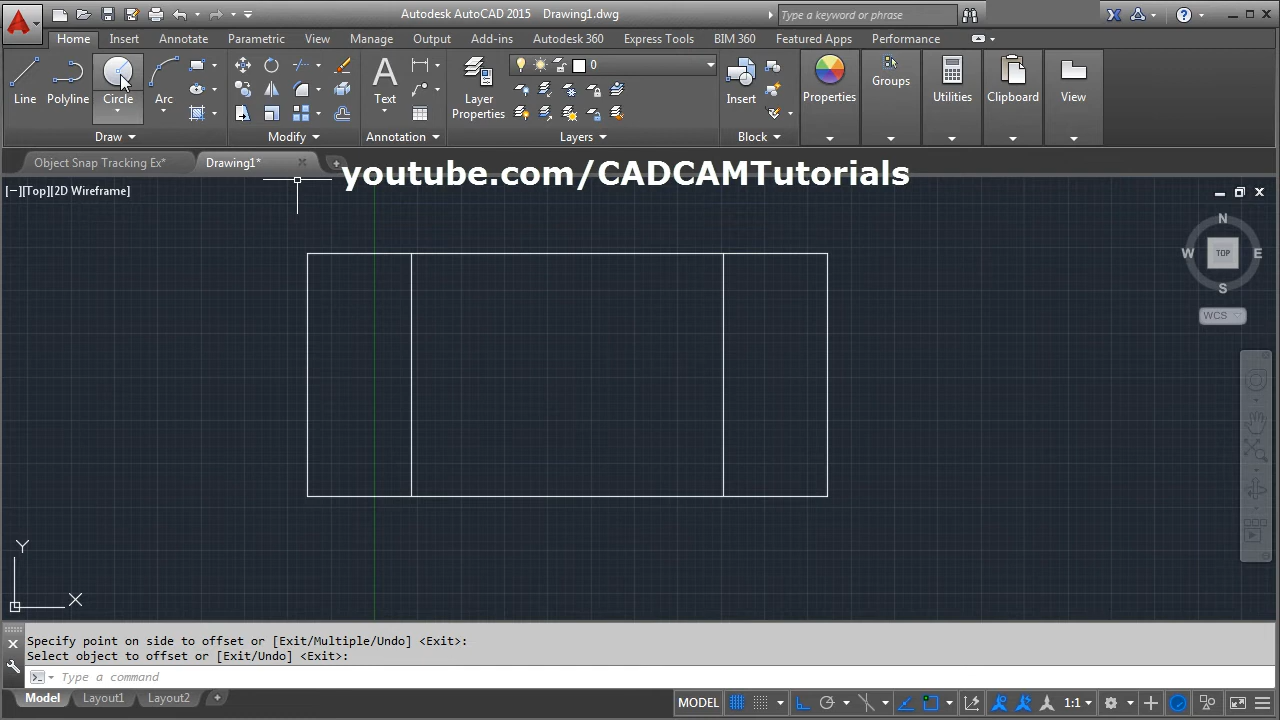 Autodesk AutoCAD 2015 Drawing1.dwg
Type a keyword or phrase
Home Insert Annotate Parametric View Manage Output Add-ins Autodesk 360 Express Tools BIM 360 Featured Apps Performance
Line Polyline Circle Arc
Text
Layer Properties
0
Insert
Properties
Groups
Utilities
Clipboard
View
Draw Modify Annotation Layers Block
Object Snap Tracking Ex* Drawing1*
youtube.com/CADCAMTutorials
[−][Top][2D Wireframe]
N
W TOP E
S
WCS
Y
X
Specify point on side to offset or [Exit/Multiple/Undo] <Exit>:
Select object to offset or [Exit/Undo] <Exit>:
Type a command
Model Layout1 Layout2 +
MODEL 1:1